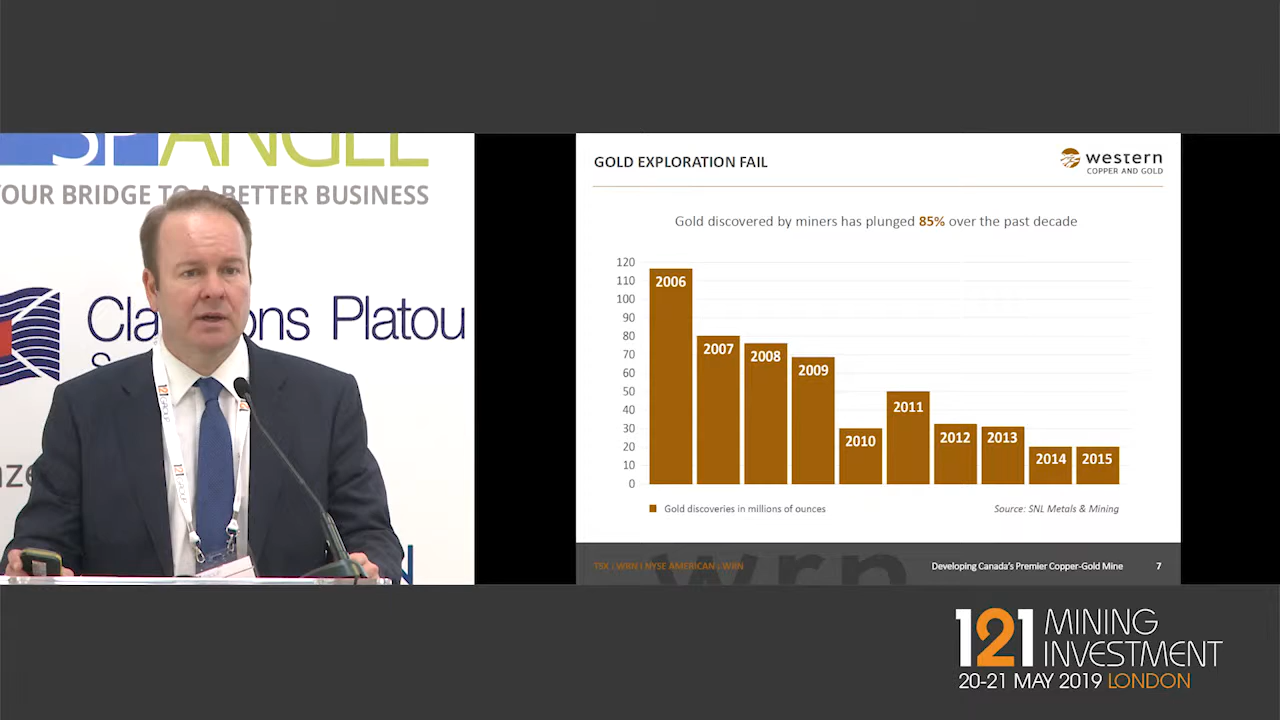 SP ANGEL
YOUR BRIDGE TO A BETTER BUSINESS
Platou
GOLD EXPLORATION FAIL
western
COPPER AND GOLD
Gold discovered by miners has plunged 85% over the past decade
120
110
100
90
80
70
60
50
40
30
20
10
0
2006
2007
2008
2009
2010
2011
2012
2013
2014
2015
Gold discoveries in millions of ounces
Source: SNL Metals & Mining
wrn
TSX : WRN | NYSE AMERICAN : WRN
Developing Canada's Premier Copper-Gold Mine
7
121 MINING
INVESTMENT
20-21 MAY 2019 LONDON